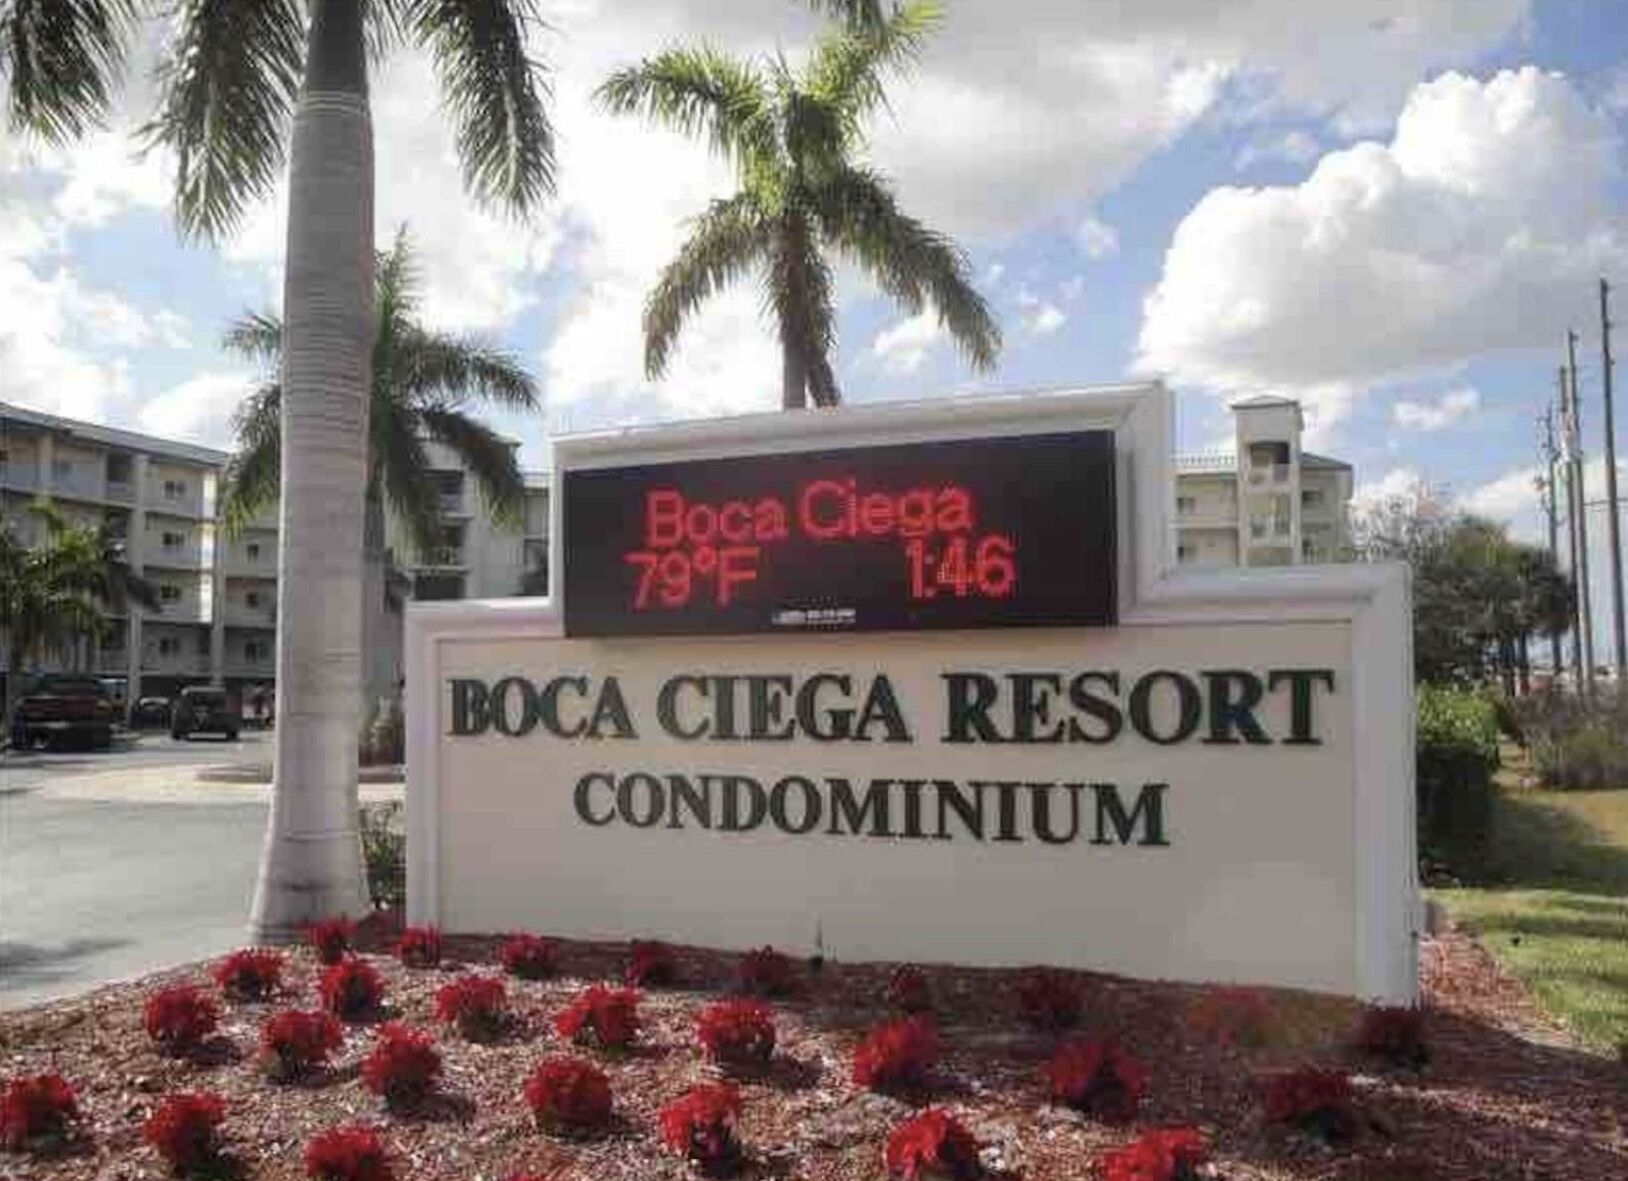 Boca Ciega
79°F 1:46
BOCA CIEGA RESORT
CONDOMINIUM